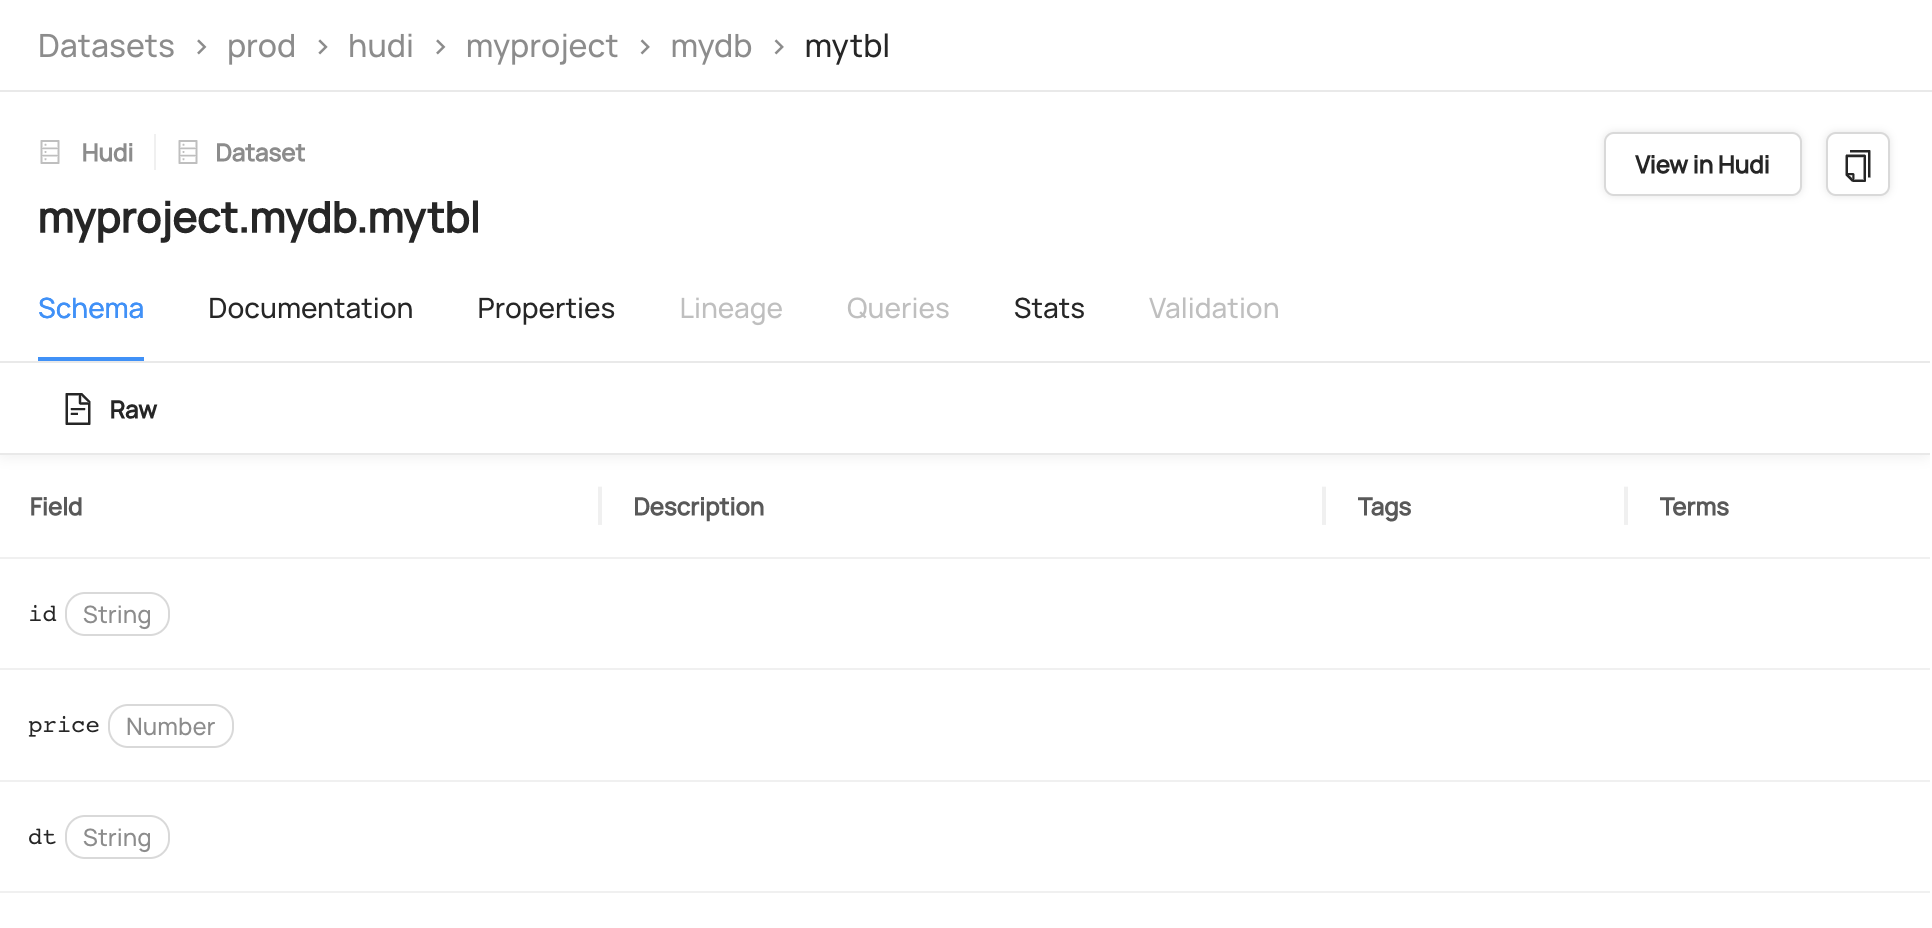 Datasets > prod > hudi > myproject > mydb > mytbl
Hudi Dataset
View in Hudi
myproject.mydb.mytbl
Schema Documentation Properties Lineage Queries Stats Validation
Raw
Field Description Tags Terms
id String
price Number
dt String